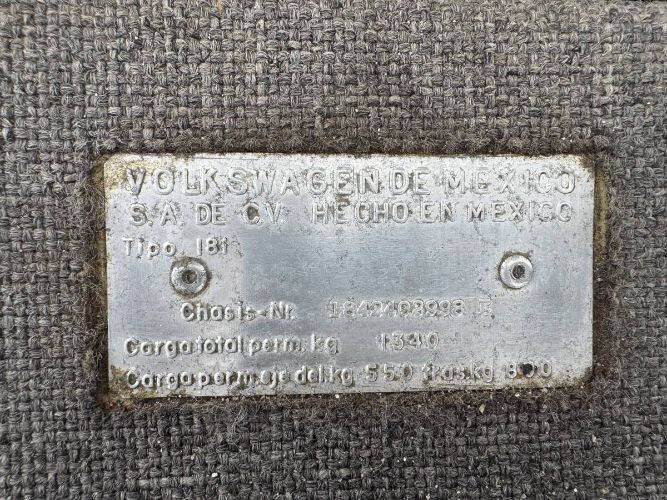 VOLKSWAGEN DE MEXICO
S.A. DE C.V. HECHO EN MEXICO
Tipo 181
Chasis-Nr.
Carga total perm. kg 1340
Carga perm. eje del. kg 550 tras. kg 800